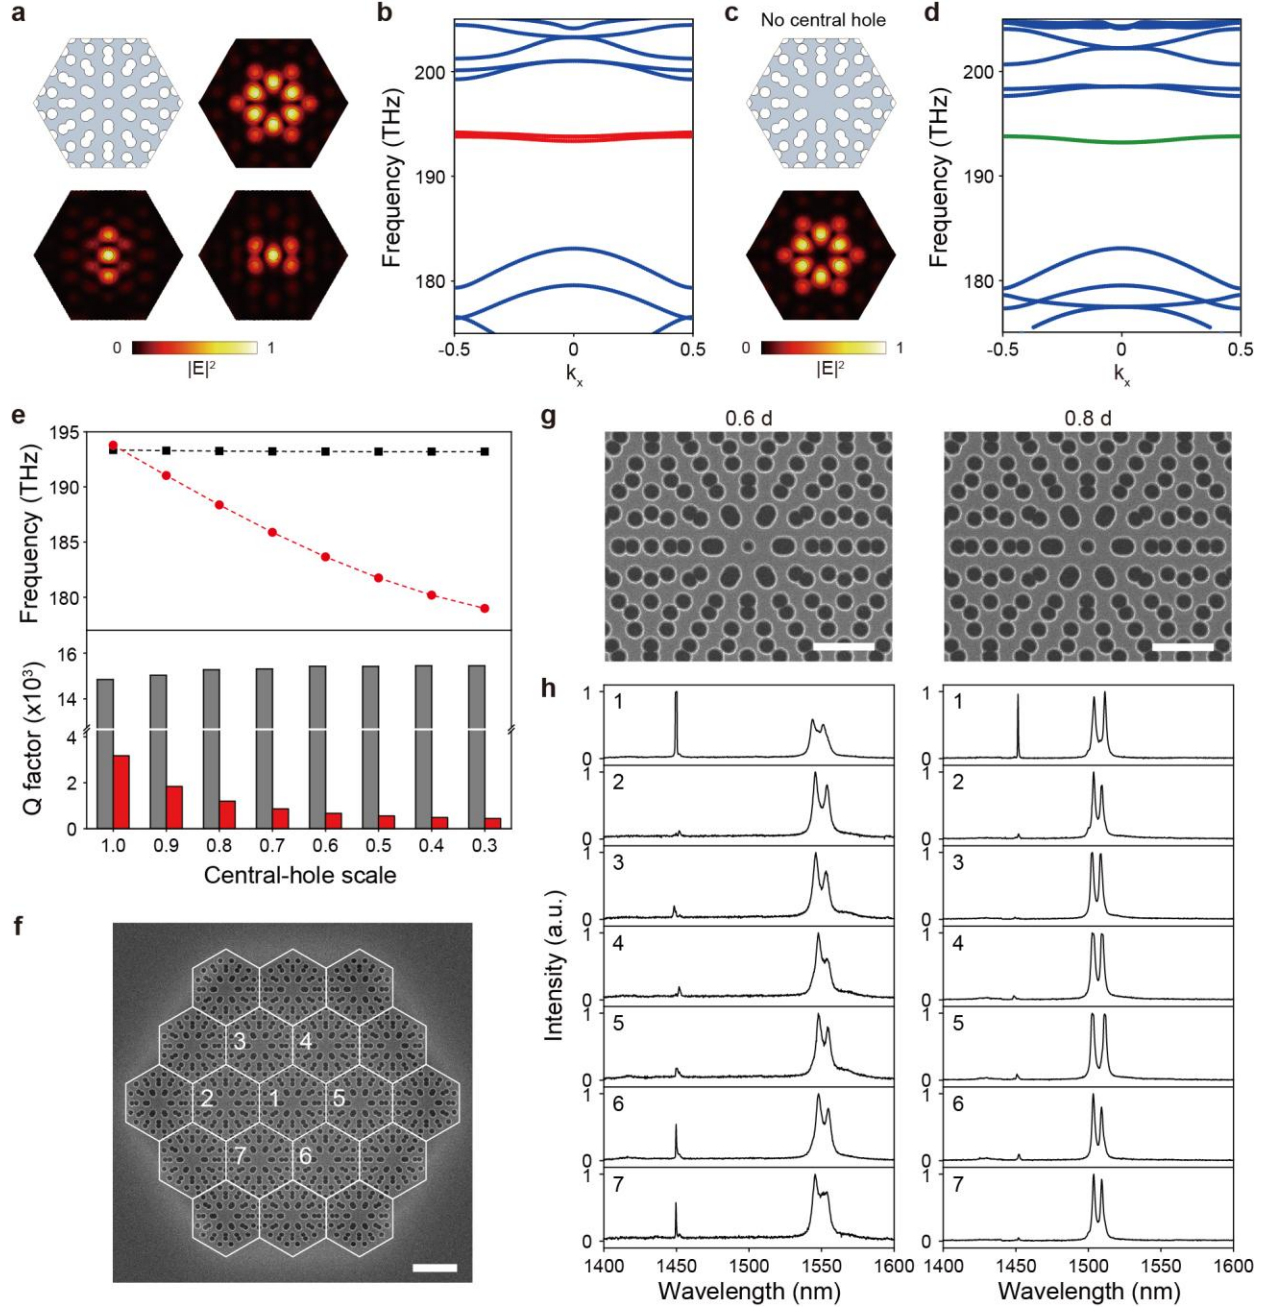 a
0
1
|E|²
b
Frequency (THz)
200
190
180
-0.5
0
0.5
kₓ
c
No central hole
0
1
|E|²
d
Frequency (THz)
200
190
180
-0.5
0
0.5
kₓ
e
Frequency (THz)
195
190
185
180
Q factor (x10³)
16
14
4
2
0
1.0 0.9 0.8 0.7 0.6 0.5 0.4 0.3
Central-hole scale
f
3 4
2 1 5
7 6
g
0.6 d
0.8 d
h
Intensity (a.u.)
1
0
1
1
0
2
1
0
3
1
0
4
1
0
5
1
0
6
1
0
7
1400 1450 1500 1550 1600
Wavelength (nm)
1
0
1
1
0
2
1
0
3
1
0
4
1
0
5
1
0
6
1
0
7
1400 1450 1500 1550 1600
Wavelength (nm)